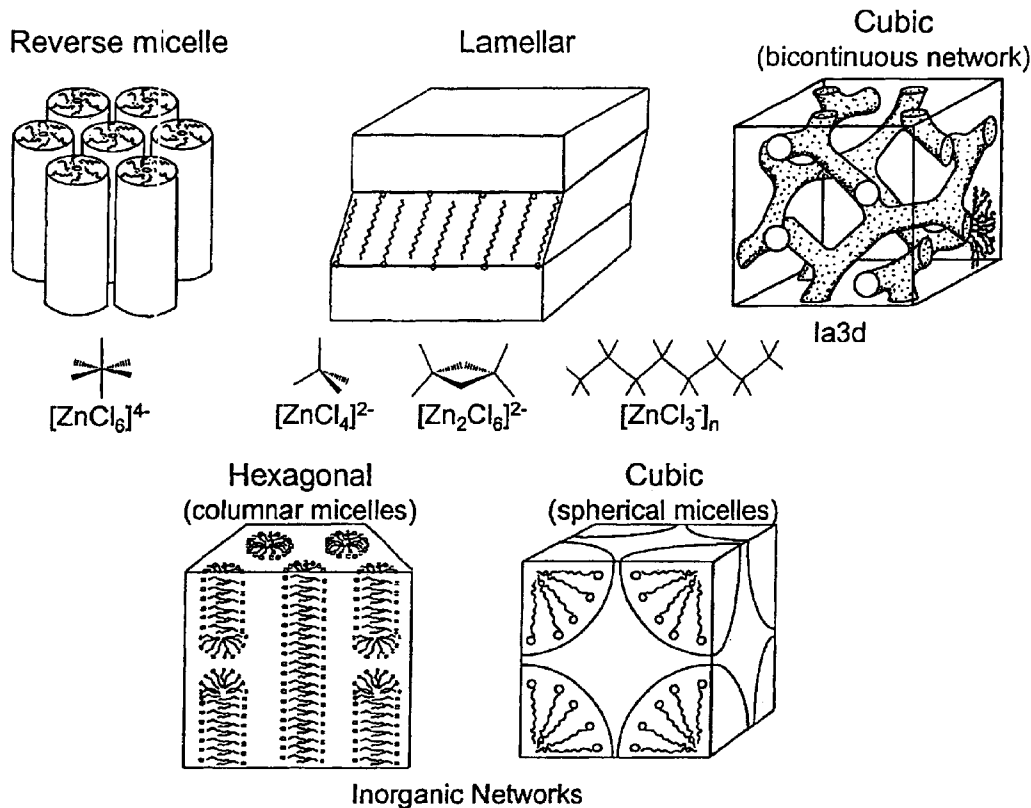 Reverse micelle
Lamellar
Cubic
(bicontinuous network)
Ia3d
[ZnCl₆]⁴⁻
[ZnCl₄]²⁻
[Zn₂Cl₆]²⁻
[ZnCl₃⁻]ₙ
Hexagonal
(columnar micelles)
Cubic
(spherical micelles)
Inorganic Networks